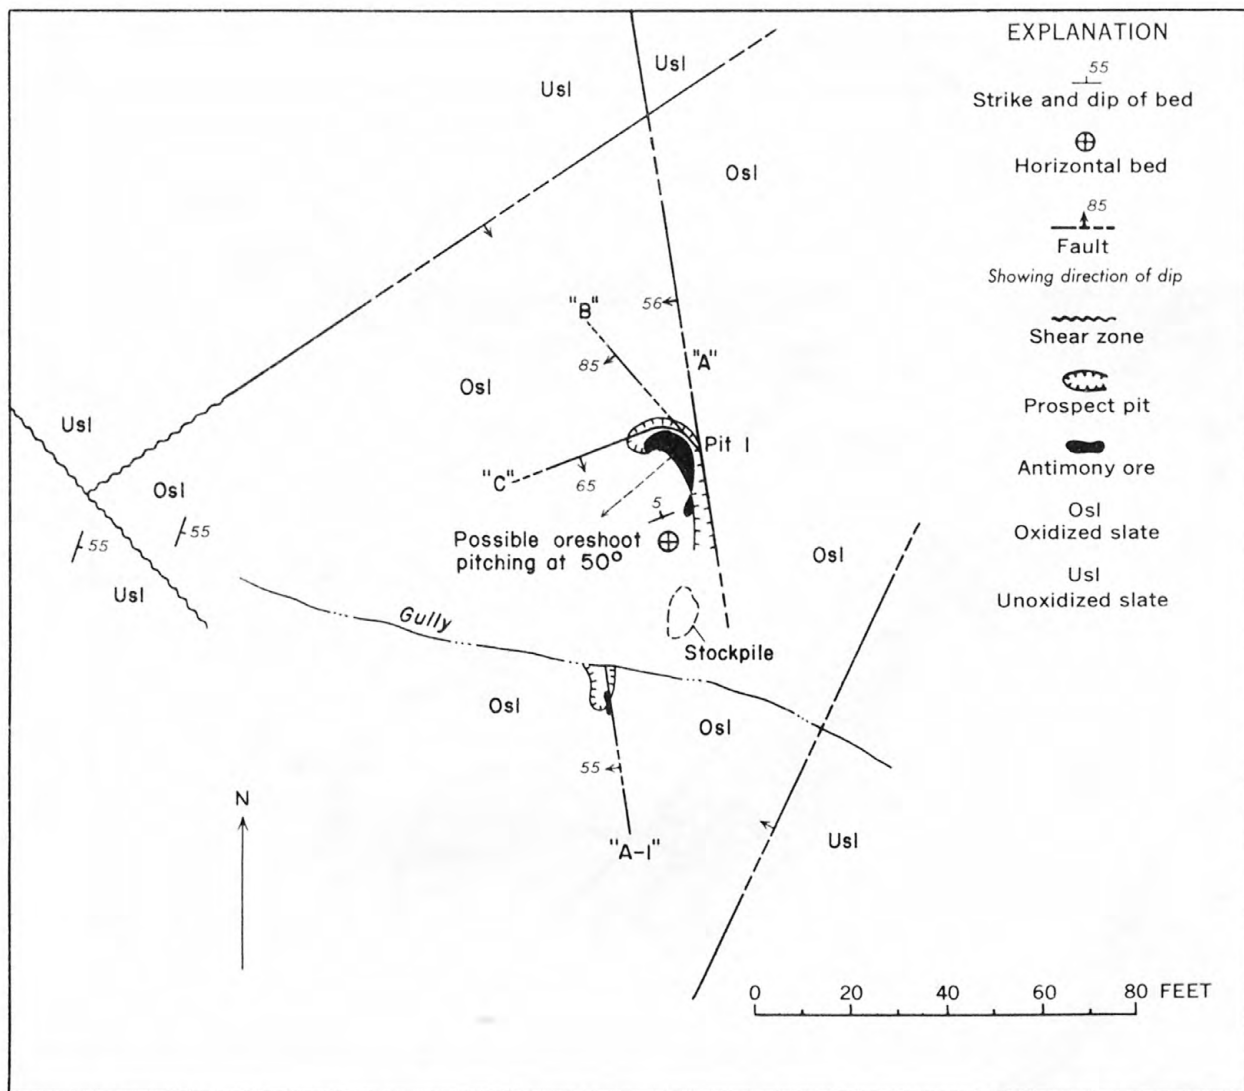 EXPLANATION
55
Strike and dip of bed
Horizontal bed
85
Fault
Showing direction of dip
Shear zone
Prospect pit
Antimony ore
Osl
Oxidized slate
Usl
Unoxidized slate
Usl
Usl
Osl
56
"B"
85
"A"
Osl
Usl
Pit 1
"C"
65
Osl
5
55
55
Possible oreshoot
pitching at 50°
Osl
Usl
Gully
Stockpile
Osl
Osl
55
N
"A-1"
Usl
0 20 40 60 80 FEET